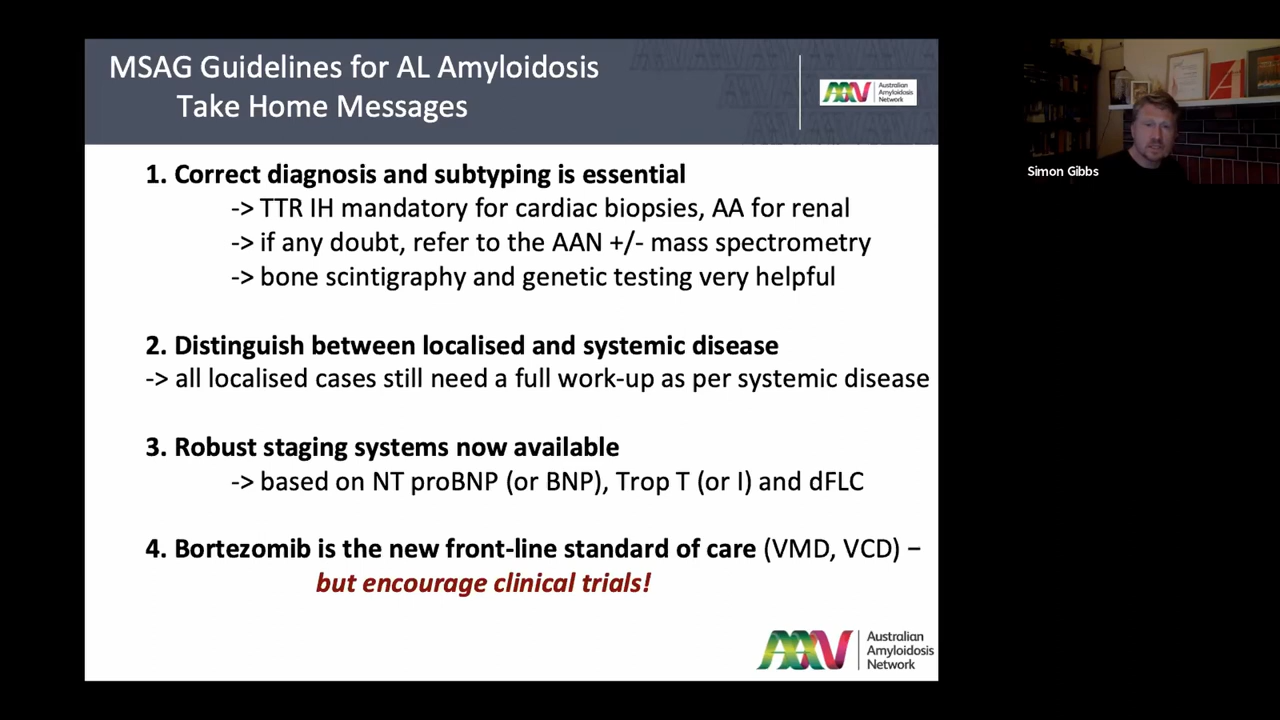 MSAG Guidelines for AL Amyloidosis
Take Home Messages
AAN Australian
Amyloidosis
Network
1. Correct diagnosis and subtyping is essential
-> TTR IH mandatory for cardiac biopsies, AA for renal
-> if any doubt, refer to the AAN +/- mass spectrometry
-> bone scintigraphy and genetic testing very helpful
2. Distinguish between localised and systemic disease
-> all localised cases still need a full work-up as per systemic disease
3. Robust staging systems now available
-> based on NT proBNP (or BNP), Trop T (or I) and dFLC
4. Bortezomib is the new front-line standard of care (VMD, VCD) –
but encourage clinical trials!
AAN Australian
Amyloidosis
Network
Simon Gibbs